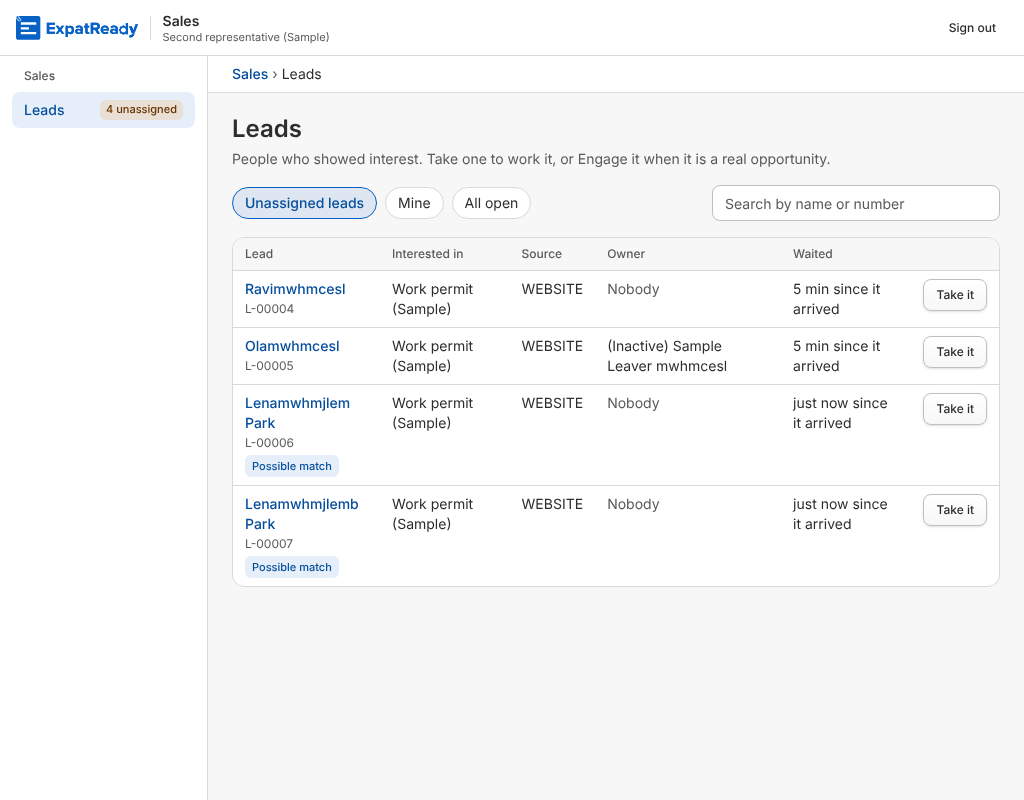 ExpatReady
Sales
Second representative (Sample)
Sign out
Sales
Leads
4 unassigned
Sales › Leads
Leads
People who showed interest. Take one to work it, or Engage it when it is a real opportunity.
Unassigned leads
Mine
All open
Search by name or number
Lead Interested in Source Owner Waited
Ravimwhmcesl Work permit WEBSITE Nobody 5 min since it Take it
L-00004 (Sample) arrived
Olamwhmcesl Work permit WEBSITE (Inactive) Sample 5 min since it Take it
L-00005 (Sample) Leaver mwhmcesl arrived
Lenamwhmjlem Work permit WEBSITE Nobody just now since Take it
Park (Sample) it arrived
L-00006
Possible match
Lenamwhmjlemb Work permit WEBSITE Nobody just now since Take it
Park (Sample) it arrived
L-00007
Possible match